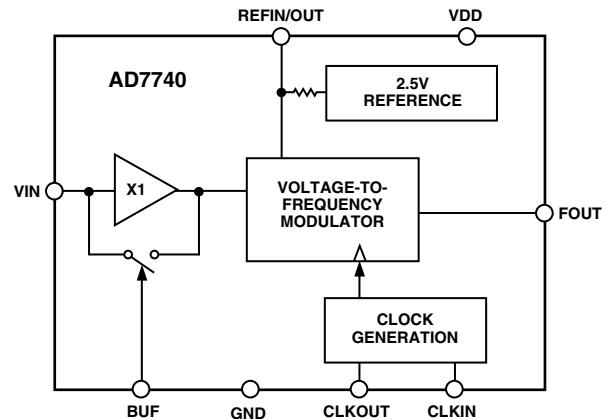 REFIN/OUT
VDD
AD7740
2.5V
REFERENCE
VIN
X1
VOLTAGE-TO-
FREQUENCY
MODULATOR
FOUT
CLOCK
GENERATION
BUF
GND
CLKOUT
CLKIN